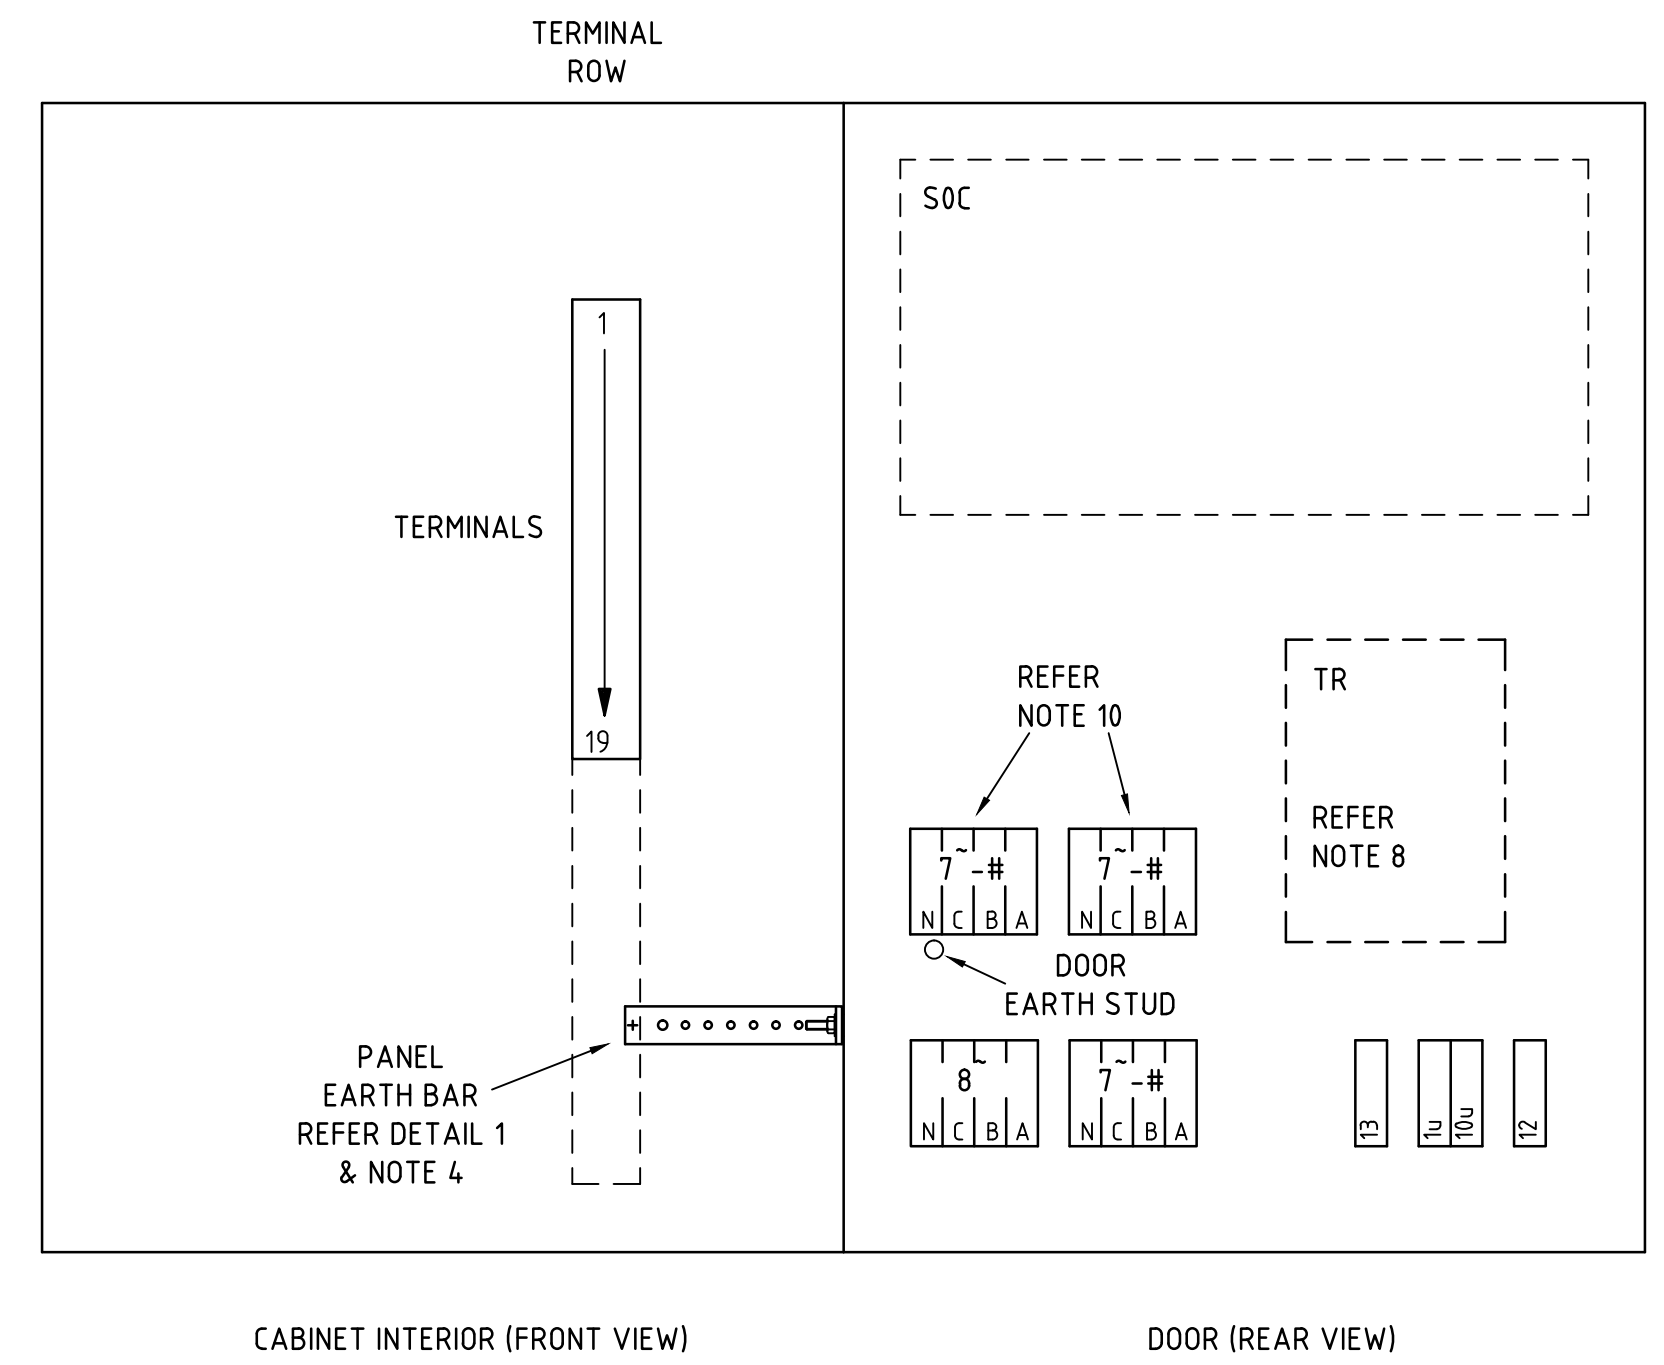 TERMINAL
ROW
SOC
1
TERMINALS
19
REFER
NOTE 10
TR
REFER
NOTE 8
7~-#
N C B A
7~-#
N C B A
DOOR
EARTH STUD
PANEL
EARTH BAR
REFER DETAIL 1
& NOTE 4
8~
N C B A
7~-#
N C B A
13
1u
10u
12
CABINET INTERIOR (FRONT VIEW)
DOOR (REAR VIEW)